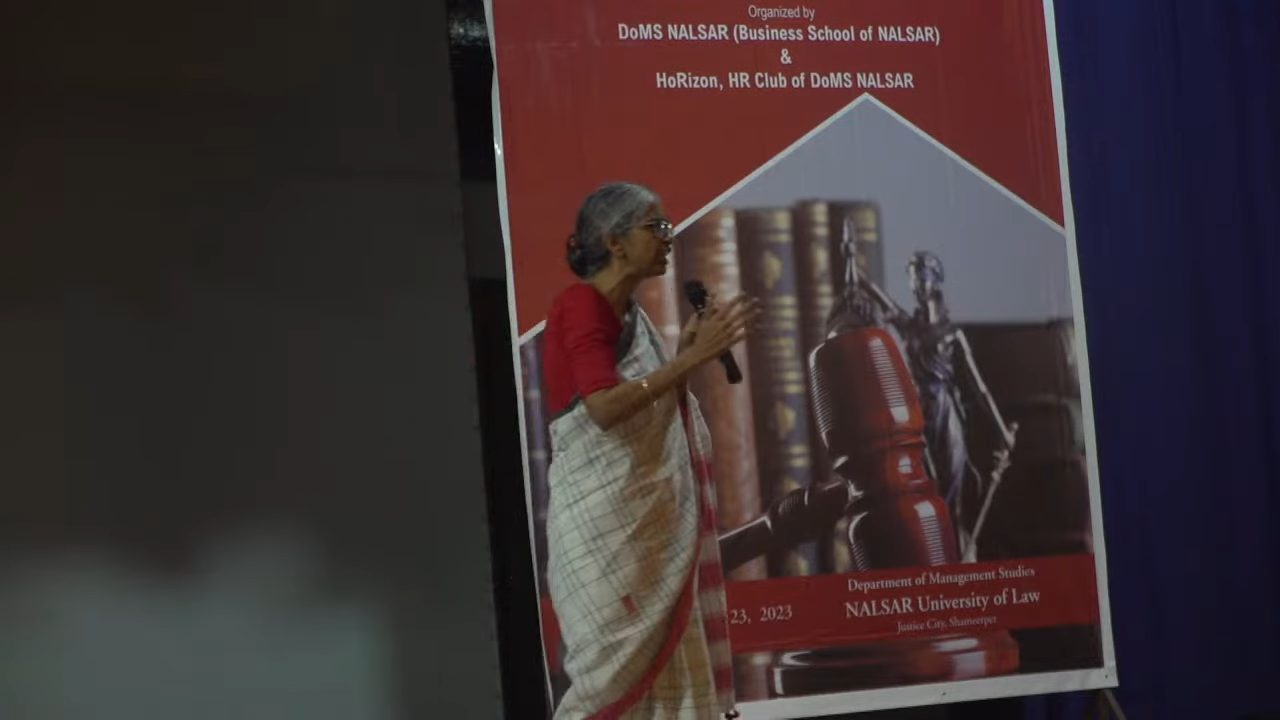 Organized by
DoMS NALSAR (Business School of NALSAR)
&
HoRizon, HR Club of DoMS NALSAR
Department of Management Studies
23, 2023
NALSAR University of Law
Justice City, Shameerpet